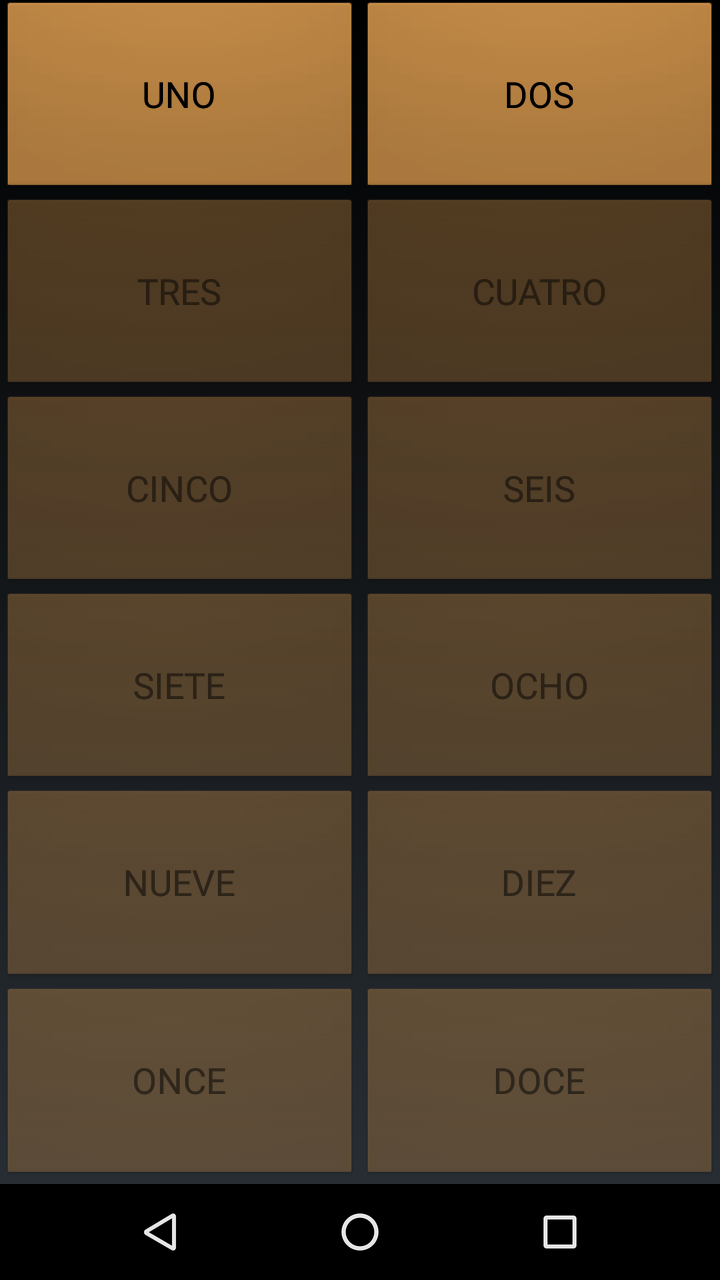 UNO
DOS
TRES
CUATRO
CINCO
SEIS
SIETE
OCHO
NUEVE
DIEZ
ONCE
DOCE